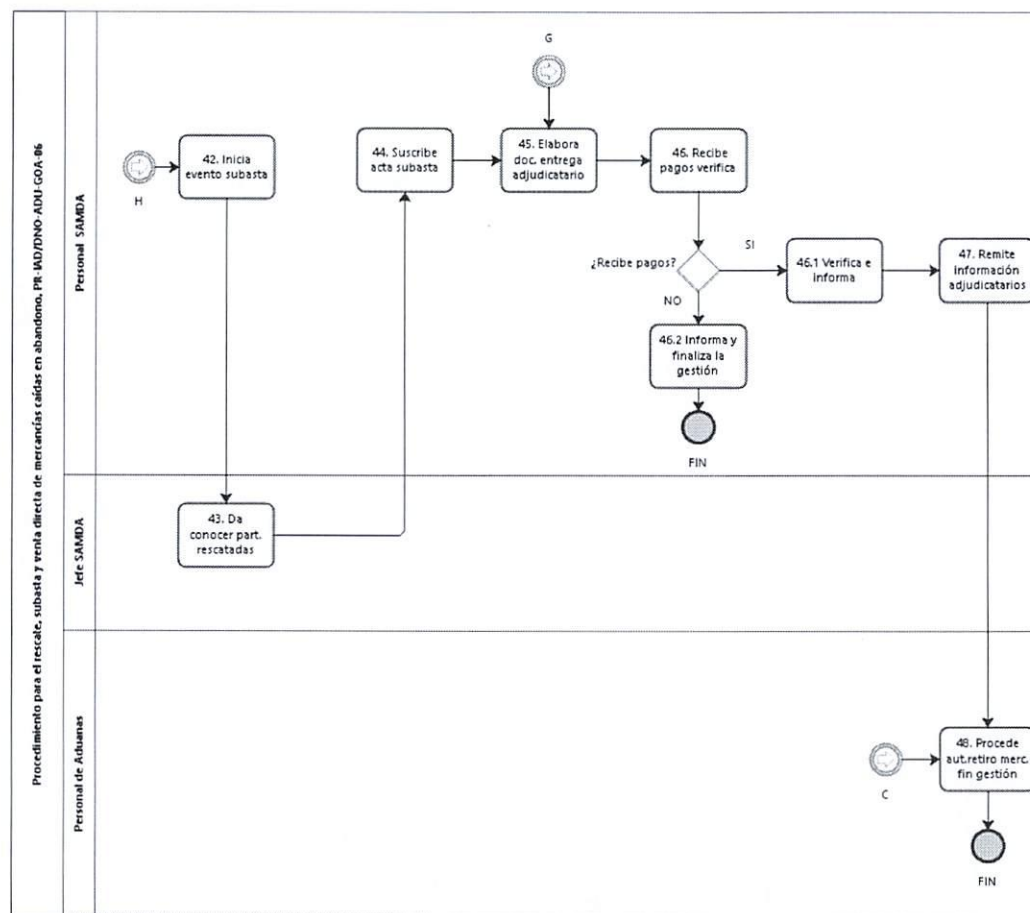 Procedimiento para el rescate, subasta y venta directa de mercancías caídas en abandono, PR-IAD/DNO-ADU-GOA-06
Personal SAMDA
H
42. Inicia
evento subasta
44. Suscribe
acta subasta
G
45. Elabora
doc. entrega
adjudicatario
46. Recibe
pagos verifica
¿Recibe pagos?
SI
NO
46.1 Verifica e
informa
47. Remite
información
adjudicatarios
46.2 Informa y
finaliza la
gestión
FIN
Jefe SAMDA
43. Da
conocer part.
rescatadas
Personal de Aduanas
C
48. Procede
aut.retiro merc.
fin gestión
FIN